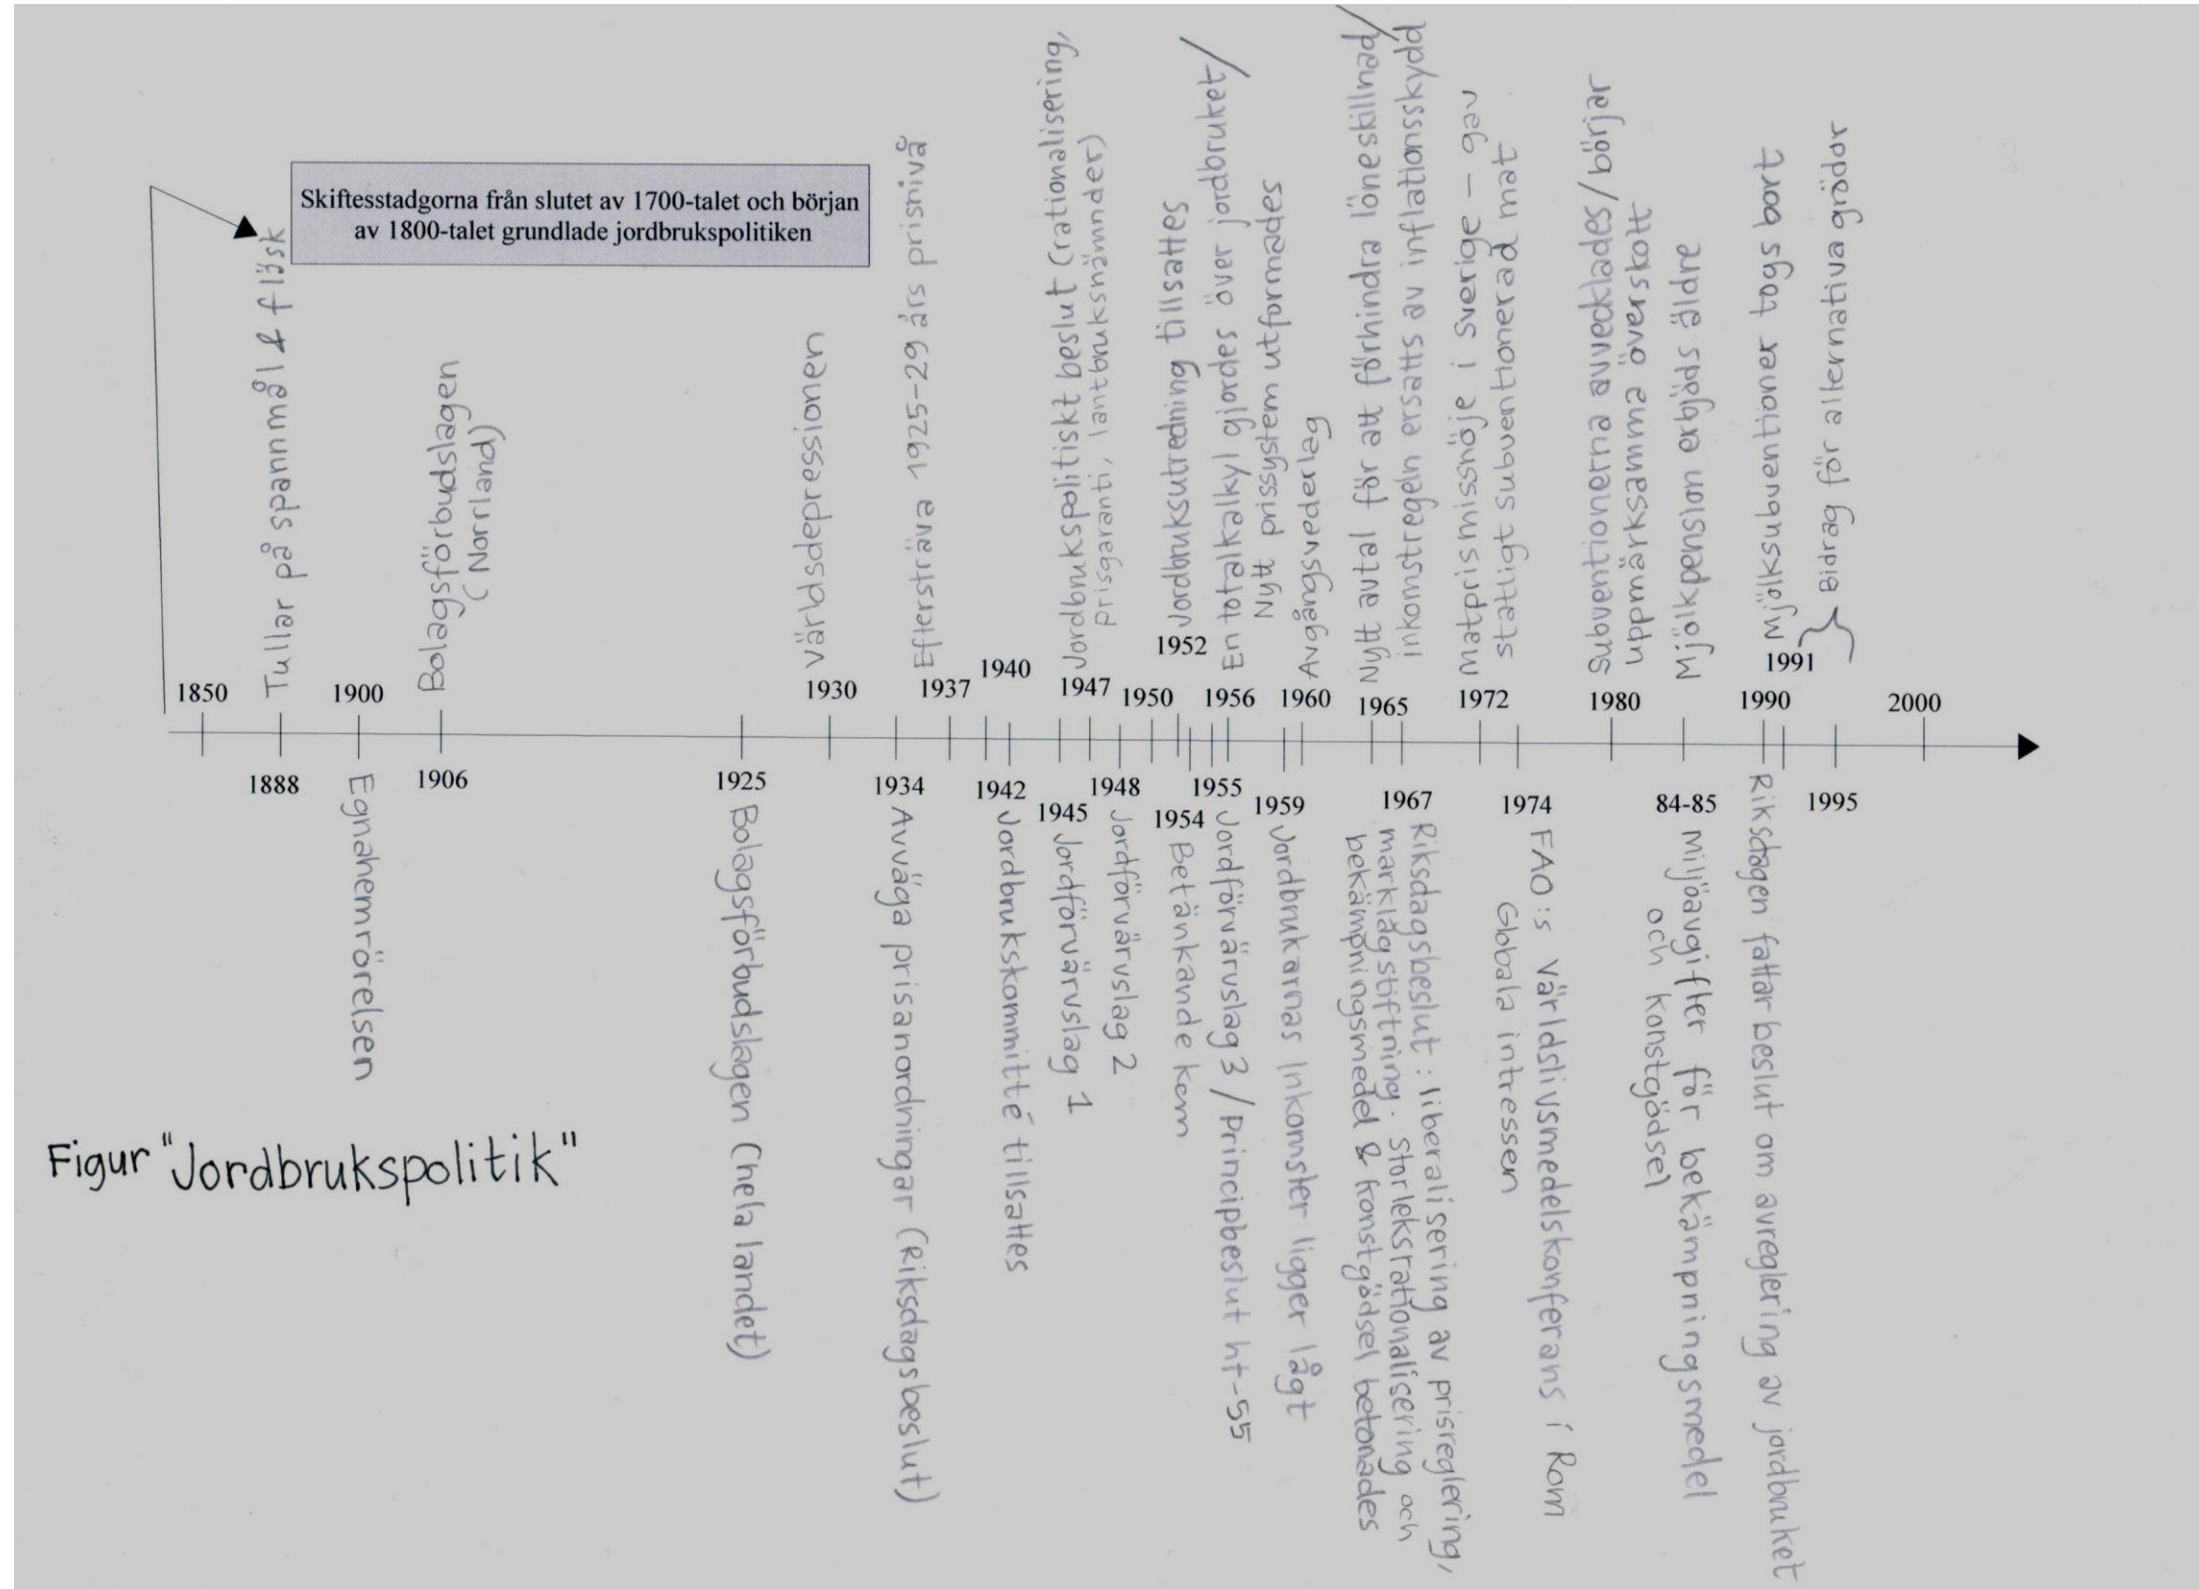 Skiftesstadgorna från slutet av 1700-talet och början
av 1800-talet grundlade jordbrukspolitiken
Tullar på spannmål & fläsk
Bolagsförbudslagen
(Norrland)
världsdepressionen
Eftersträva 1925-29 års prisnivå
Jordbrukspolitiskt beslut (rationalisering,
prisgaranti, lantbruksnämnder)
Jordbruksutredning tillsattes
En totalkalkyl gjordes över jordbruket/
Nytt prissystem utformades
Avgångsvederlag
Nytt avtal för att förhindra löneskillnad/
inkomstregeln ersatts av inflationsskydd
matprismissnöje i sverige - gav
statligt subventionerad mat
Subventionerna avvecklades/börjar
uppmärksamma överskott
Mjölkpension erbjöds äldre
Mjölksubventioner togs bort
} Bidrag för alternativa grödor
1850
1900
1930
1937
1940
1947
1950
1952
1956
1960
1965
1972
1980
1990
1991
2000
1888
1906
1925
1934
1942
1945
1948
1954
1955
1959
1967
1974
84-85
1995
Egnahemrörelsen
Bolagsförbudslagen (hela landet)
Avväga prisanordningar (Riksdagsbeslut)
Jordbrukskommitté tillsattes
Jordförvärvslag 1
Jordförvärvslag 2
Betänkande kom
Jordförvärvslag 3 / Principbeslut ht-55
Jordbrukarnas Inkomster ligger lågt
Riksdagsbeslut: liberalisering av prisreglering,
marklagstiftning. Storleksrationalisering och
bekämpningsmedel & konstgödsel betonades
FAO:s världslivsmedelskonferans i Rom
Globala intressen
Miljöavgifter för bekämpningsmedel
och konstgödsel
Riksdagen fattar beslut om avreglering av jordbruket
Figur "Jordbrukspolitik"